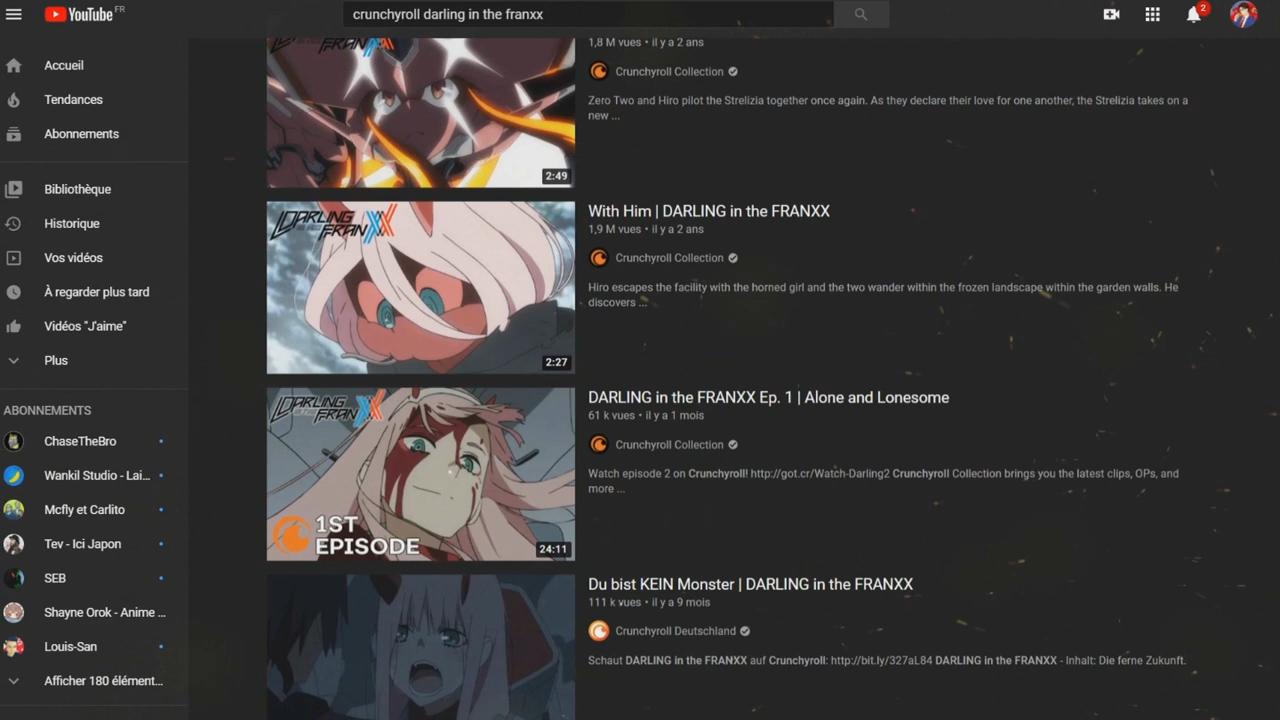 YouTube FR
crunchyroll darling in the franxx
2
Accueil
Tendances
Abonnements
Bibliothèque
Historique
Vos vidéos
À regarder plus tard
Vidéos "J'aime"
Plus
ABONNEMENTS
ChaseTheBro
Wankil Studio - Lai...
Mcfly et Carlito
Tev - Ici Japon
SEB
Shayne Orok - Anime ...
Louis-San
Afficher 180 élément...
1,8 M vues • il y a 2 ans
Crunchyroll Collection
Zero Two and Hiro pilot the Strelizia together once again. As they declare their love for one another, the Strelizia takes on a
new ...
2:49
DARLING
FRANXX
With Him | DARLING in the FRANXX
1,9 M vues • il y a 2 ans
Crunchyroll Collection
Hiro escapes the facility with the horned girl and the two wander within the frozen landscape within the garden walls. He
discovers ...
2:27
DARLING
FRANXX
1ST
EPISODE
24:11
DARLING in the FRANXX Ep. 1 | Alone and Lonesome
61 k vues • il y a 1 mois
Crunchyroll Collection
Watch episode 2 on Crunchyroll! http://got.cr/Watch-Darling2 Crunchyroll Collection brings you the latest clips, OPs, and
more ...
Du bist KEIN Monster | DARLING in the FRANXX
111 k vues • il y a 9 mois
Crunchyroll Deutschland
Schaut DARLING in the FRANXX auf Crunchyroll: http://bit.ly/327aL84 DARLING in the FRANXX - Inhalt: Die ferne Zukunft.